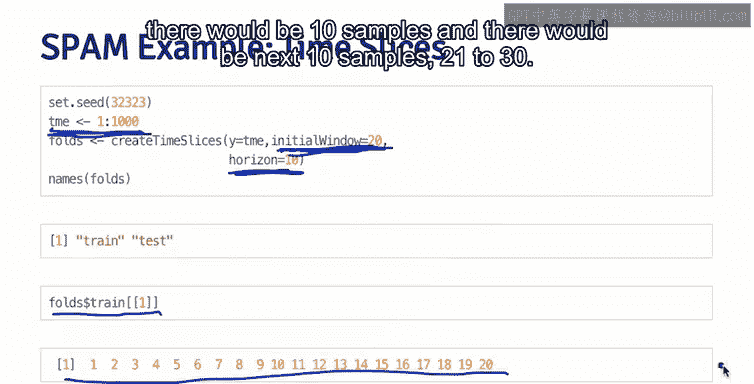 there would be 10 samples and there would
be next 10 samples, 21 to 30.
SPAM Example: Time Slices
set.seed(32323)
tme <- 1:1000
folds <- createTimeSlices(y=tme,initialWindow=20,
horizon=10)
names(folds)
[1] "train" "test"
folds$train[[1]]
[1] 1 2 3 4 5 6 7 8 9 10 11 12 13 14 15 16 17 18 19 20